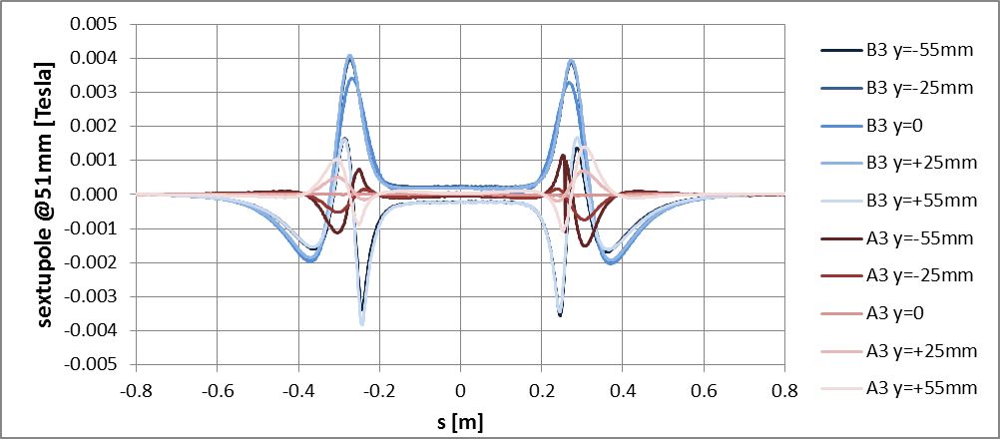 sextupole @51mm [Tesla]
0.005
0.004
0.003
0.002
0.001
0.000
-0.001
-0.002
-0.003
-0.004
-0.005
-0.8
-0.6
-0.4
-0.2
0
0.2
0.4
0.6
0.8
s [m]
B3 y=-55mm
B3 y=-25mm
B3 y=0
B3 y=+25mm
B3 y=+55mm
A3 y=-55mm
A3 y=-25mm
A3 y=0
A3 y=+25mm
A3 y=+55mm